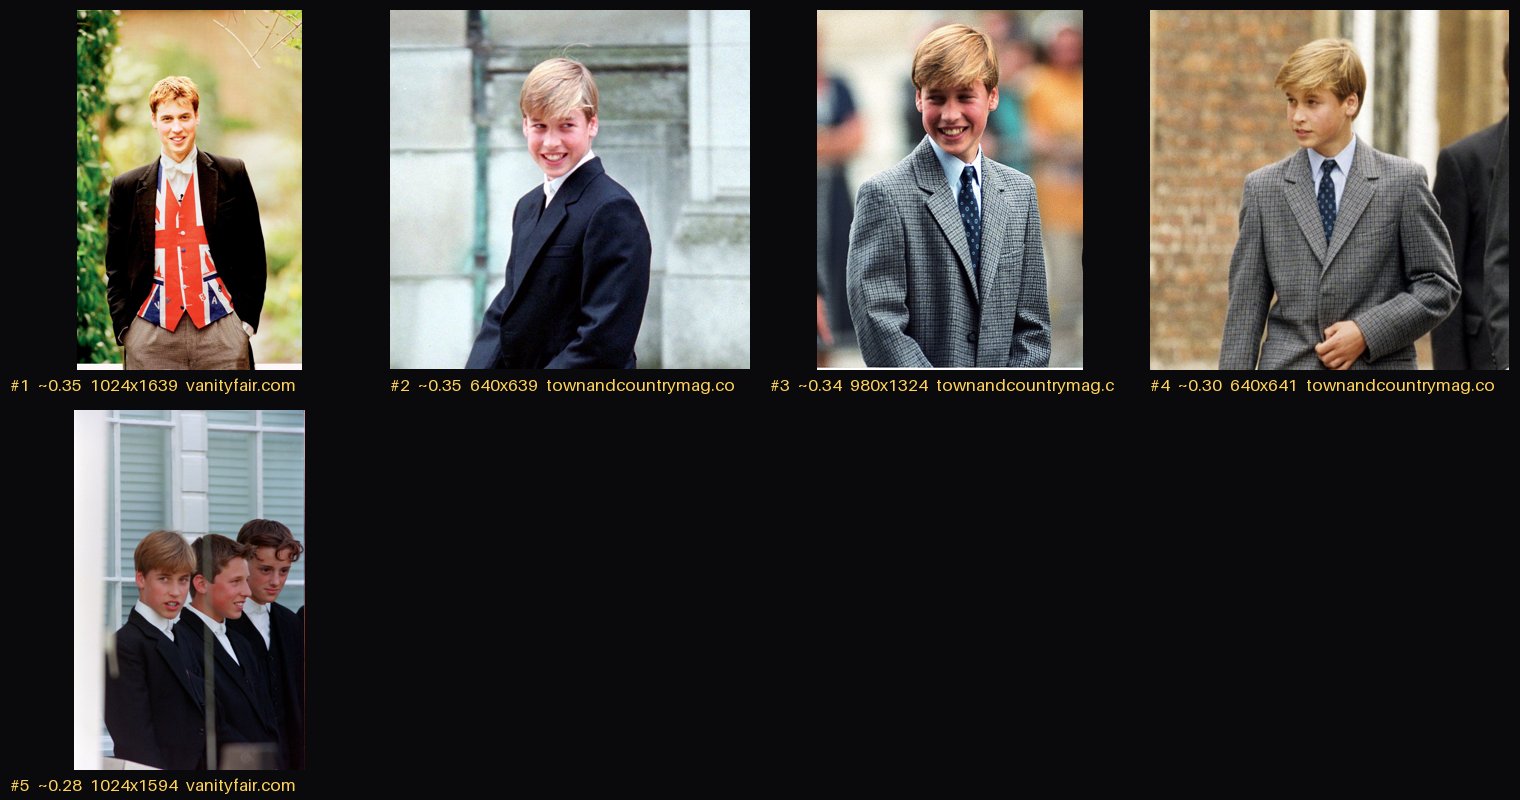 #1 ~0.35 1024x1639 vanityfair.com
#2 ~0.35 640x639 townandcountrymag.co
#3 ~0.34 980x1324 townandcountrymag.c
#4 ~0.30 640x641 townandcountrymag.co
#5 ~0.28 1024x1594 vanityfair.com